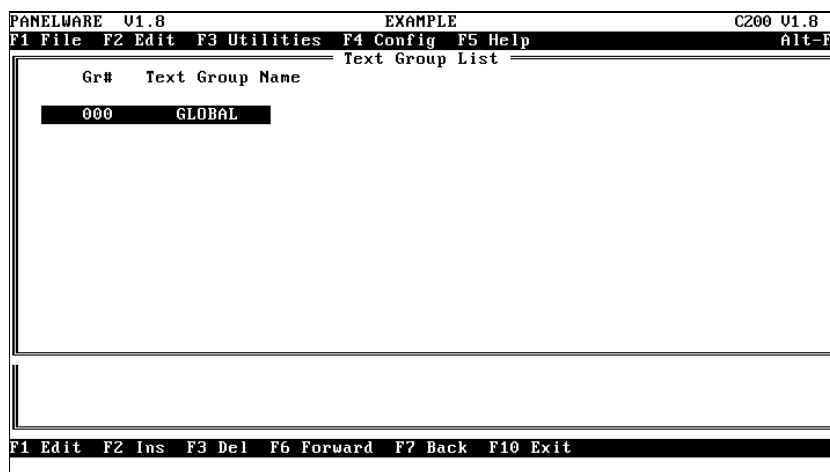 PANELWARE V1.8 EXAMPLE C200 V1.8
F1 File F2 Edit F3 Utilities F4 Config F5 Help Alt-F
Text Group List
Gr# Text Group Name
000 GLOBAL
F1 Edit F2 Ins F3 Del F6 Forward F7 Back F10 Exit